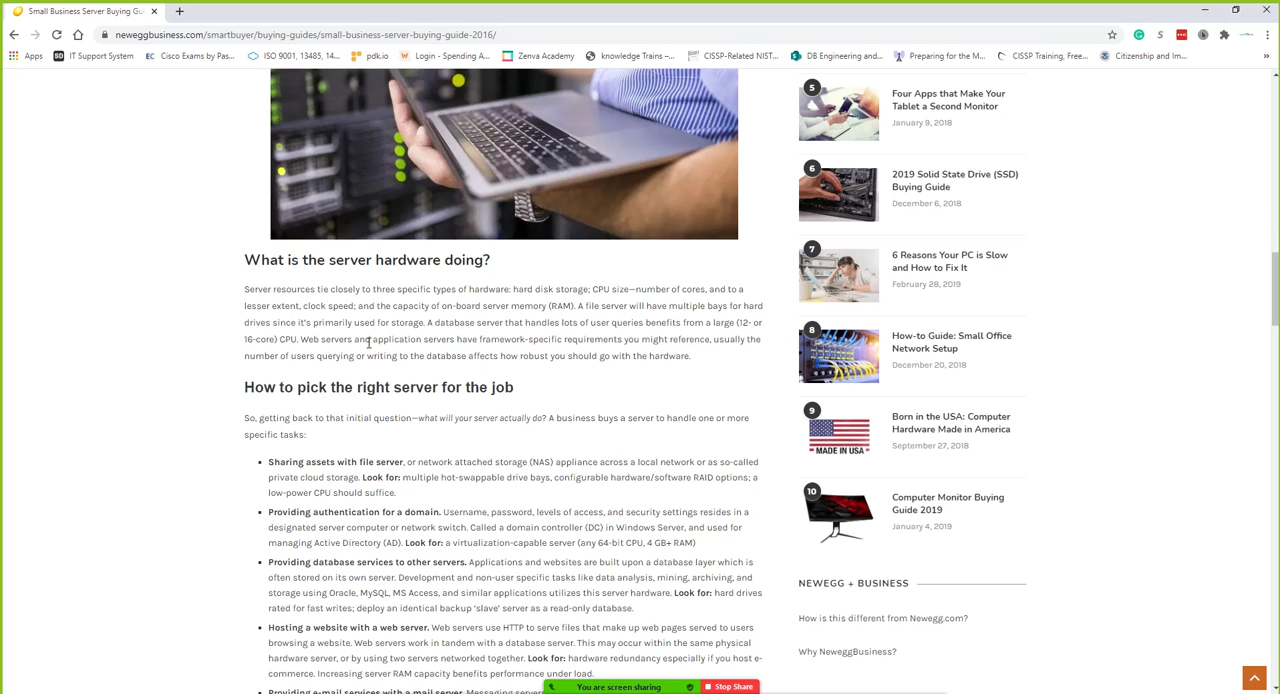 Small Business Server Buying Gu
neweggbusiness.com/smartbuyer/buying-guides/small-business-server-buying-guide-2016/
Apps
IT Support System
Cisco Exams by Pas...
ISO 9001, 13485, 14...
pdk.io
Login - Spending A...
Zenva Academy
knowledge Trains –...
CISSP-Related NIST...
DB Engineering and...
Preparing for the M...
CISSP Training, Free...
Citizenship and Im...
What is the server hardware doing?
Server resources tie closely to three specific types of hardware: hard disk storage; CPU size—number of cores, and to a
lesser extent, clock speed; and the capacity of on-board server memory (RAM). A file server will have multiple bays for hard
drives since it's primarily used for storage. A database server that handles lots of user queries benefits from a large (12- or
16-core) CPU. Web servers and application servers have framework-specific requirements you might reference, usually the
number of users querying or writing to the database affects how robust you should go with the hardware.
How to pick the right server for the job
So, getting back to that initial question—what will your server actually do? A business buys a server to handle one or more
specific tasks:
Sharing assets with file server, or network attached storage (NAS) appliance across a local network or as so-called
private cloud storage. Look for: multiple hot-swappable drive bays, configurable hardware/software RAID options; a
low-power CPU should suffice.
Providing authentication for a domain. Username, password, levels of access, and security settings resides in a
designated server computer or network switch. Called a domain controller (DC) in Windows Server, and used for
managing Active Directory (AD). Look for: a virtualization-capable server (any 64-bit CPU, 4 GB+ RAM)
Providing database services to other servers. Applications and websites are built upon a database layer which is
often stored on its own server. Development and non-user specific tasks like data analysis, mining, archiving, and
storage using Oracle, MySQL, MS Access, and similar applications utilizes this server hardware. Look for: hard drives
rated for fast writes; deploy an identical backup 'slave' server as a read-only database.
Hosting a website with a web server. Web servers use HTTP to serve files that make up web pages served to users
browsing a website. Web servers work in tandem with a database server. This may occur within the same physical
hardware server, or by using two servers networked together. Look for: hardware redundancy especially if you host e-
commerce. Increasing server RAM capacity benefits performance under load.
Providing e-mail services with a mail server. Messaging servers
5
Four Apps that Make Your
Tablet a Second Monitor
January 9, 2018
6
2019 Solid State Drive (SSD)
Buying Guide
December 6, 2018
7
6 Reasons Your PC is Slow
and How to Fix It
February 28, 2019
8
How-to Guide: Small Office
Network Setup
December 20, 2018
9
MADE IN USA
Born in the USA: Computer
Hardware Made in America
September 27, 2018
10
Computer Monitor Buying
Guide 2019
January 4, 2019
NEWEGG + BUSINESS
How is this different from Newegg.com?
Why NeweggBusiness?
You are screen sharing
Stop Share